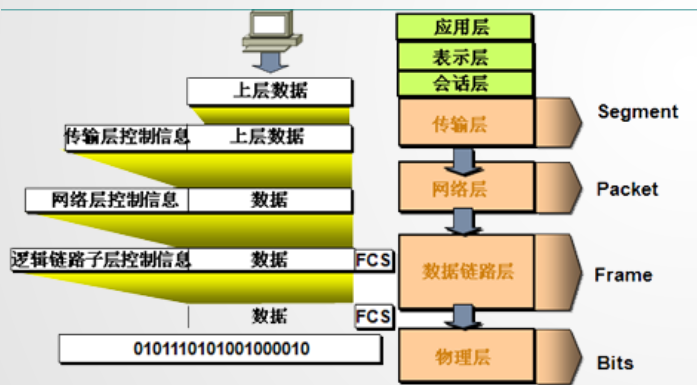 应用层
表示层
会话层
上层数据
传输层控制信息 上层数据
传输层
Segment
网络层控制信息 数据
网络层
Packet
逻辑链路子层控制信息 数据 FCS
数据链路层
Frame
数据 FCS
0101110101001000010
物理层
Bits